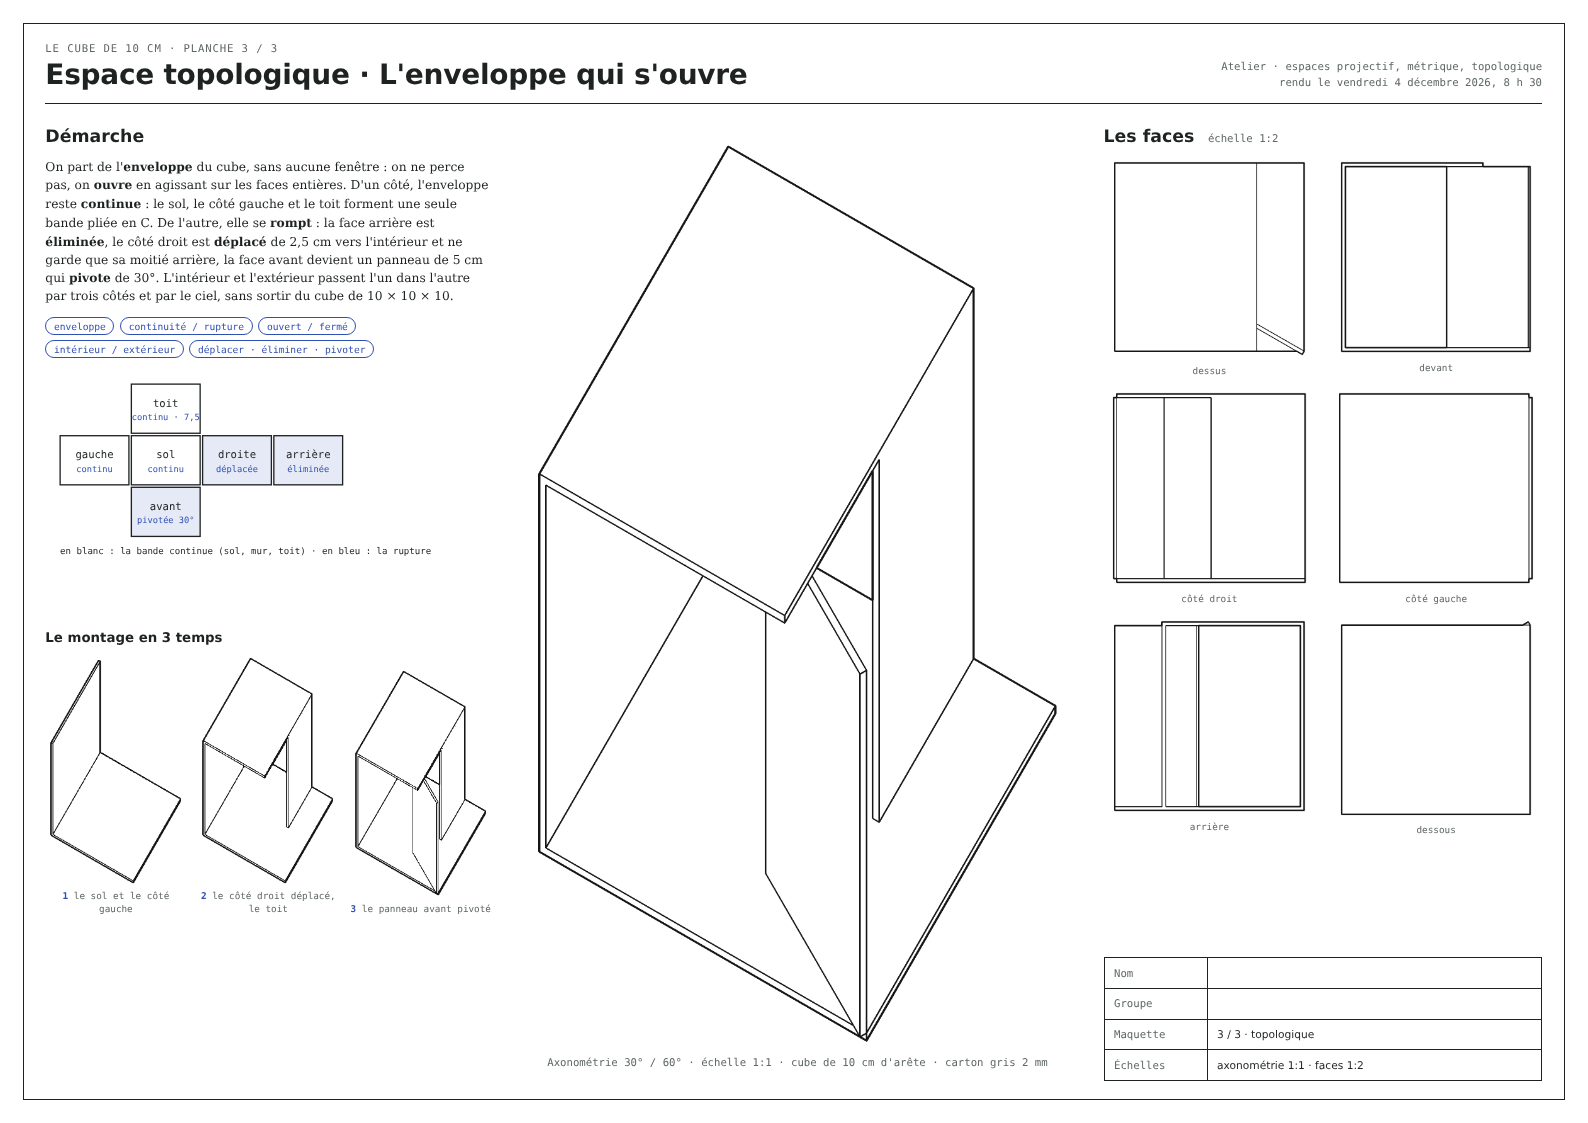 LE CUBE DE 10 CM · PLANCHE 3 / 3
Espace topologique · L'enveloppe qui s'ouvre
Atelier · espaces projectif, métrique, topologique
rendu le vendredi 4 décembre 2026, 8 h 30
Démarche
On part de l'enveloppe du cube, sans aucune fenêtre : on ne perce
pas, on ouvre en agissant sur les faces entières. D'un côté, l'enveloppe
reste continue : le sol, le côté gauche et le toit forment une seule
bande pliée en C. De l'autre, elle se rompt : la face arrière est
éliminée, le côté droit est déplacé de 2,5 cm vers l'intérieur et ne
garde que sa moitié arrière, la face avant devient un panneau de 5 cm
qui pivote de 30°. L'intérieur et l'extérieur passent l'un dans l'autre
par trois côtés et par le ciel, sans sortir du cube de 10 × 10 × 10.
enveloppe
continuité / rupture
ouvert / fermé
intérieur / extérieur
déplacer · éliminer · pivoter
toit
continu · 7,5
gauche
continu
sol
continu
droite
déplacée
arrière
éliminée
avant
pivotée 30°
en blanc : la bande continue (sol, mur, toit) · en bleu : la rupture
Le montage en 3 temps
1 le sol et le côté
gauche
2 le côté droit déplacé,
le toit
3 le panneau avant pivoté
Axonométrie 30° / 60° · échelle 1:1 · cube de 10 cm d'arête · carton gris 2 mm
Les faces échelle 1:2
dessus
devant
côté droit
côté gauche
arrière
dessous
Nom
Groupe
Maquette 3 / 3 · topologique
Échelles axonométrie 1:1 · faces 1:2